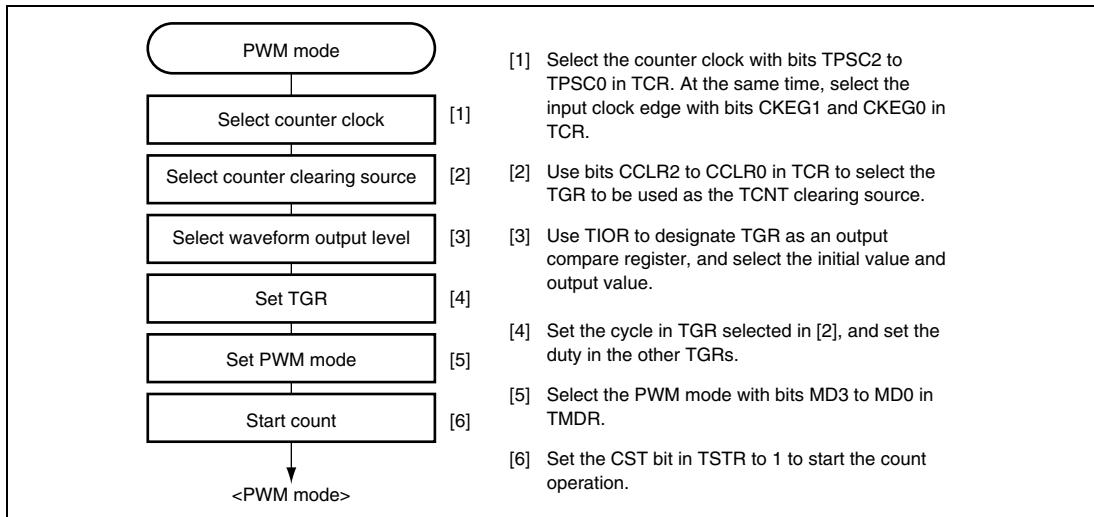 PWM mode
Select counter clock [1]
Select counter clearing source [2]
Select waveform output level [3]
Set TGR [4]
Set PWM mode [5]
Start count [6]
<PWM mode>
[1] Select the counter clock with bits TPSC2 to
TPSC0 in TCR. At the same time, select the
input clock edge with bits CKEG1 and CKEG0 in
TCR.
[2] Use bits CCLR2 to CCLR0 in TCR to select the
TGR to be used as the TCNT clearing source.
[3] Use TIOR to designate TGR as an output
compare register, and select the initial value and
output value.
[4] Set the cycle in TGR selected in [2], and set the
duty in the other TGRs.
[5] Select the PWM mode with bits MD3 to MD0 in
TMDR.
[6] Set the CST bit in TSTR to 1 to start the count
operation.